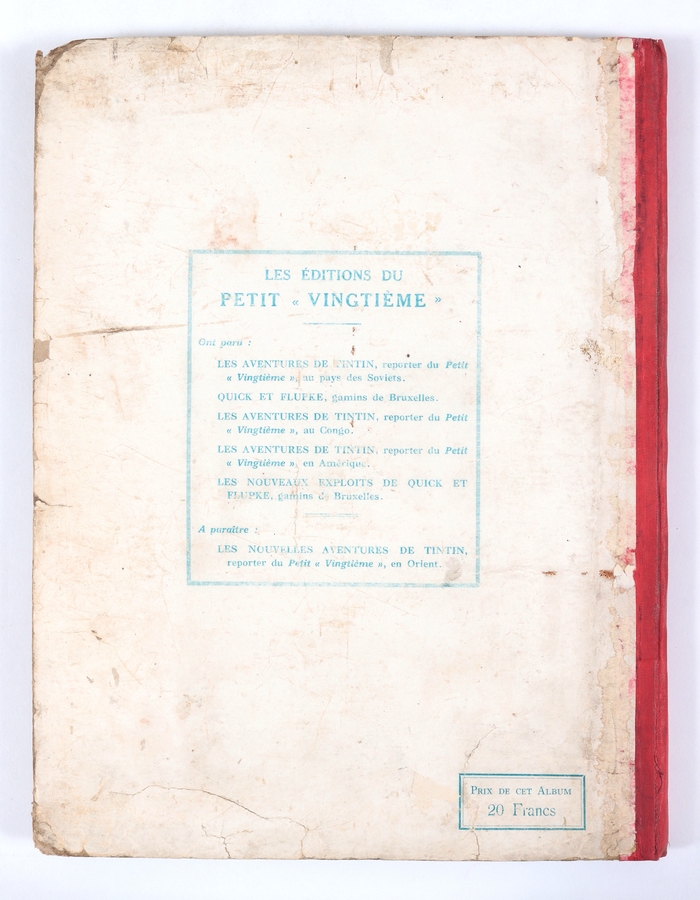 LES ÉDITIONS DU
PETIT « VINGTIÈME »
Ont paru :
LES AVENTURES DE TINTIN, reporter du Petit
« Vingtième », au pays des Soviets.
QUICK ET FLUPKE, gamins de Bruxelles.
LES AVENTURES DE TINTIN, reporter du Petit
« Vingtième », au Congo.
LES AVENTURES DE TINTIN, reporter du Petit
« Vingtième », en Amérique.
LES NOUVEAUX EXPLOITS DE QUICK ET
FLUPKE, gamins de Bruxelles.
A paraître :
LES NOUVELLES AVENTURES DE TINTIN,
reporter du Petit « Vingtième », en Orient.
PRIX DE CET ALBUM
20 Francs